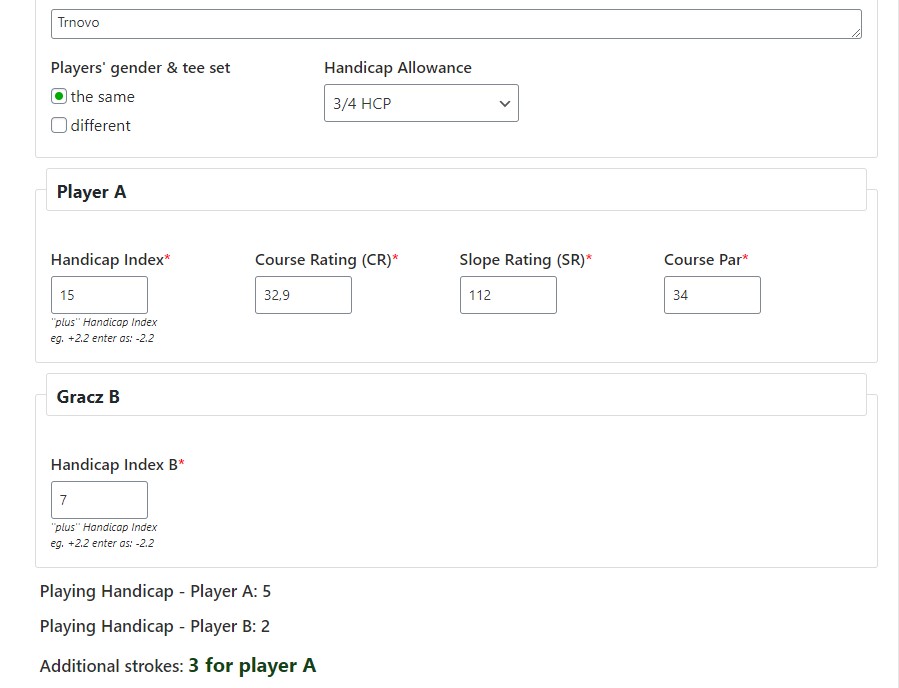 Trnovo
Players' gender & tee set
Handicap Allowance
the same
3/4 HCP
different
Player A
Handicap Index*
Course Rating (CR)*
Slope Rating (SR)*
Course Par*
15
32,9
112
34
"plus" Handicap Index
eg. +2.2 enter as: -2.2
Gracz B
Handicap Index B*
7
"plus" Handicap Index
eg. +2.2 enter as: -2.2
Playing Handicap - Player A: 5
Playing Handicap - Player B: 2
Additional strokes: 3 for player A